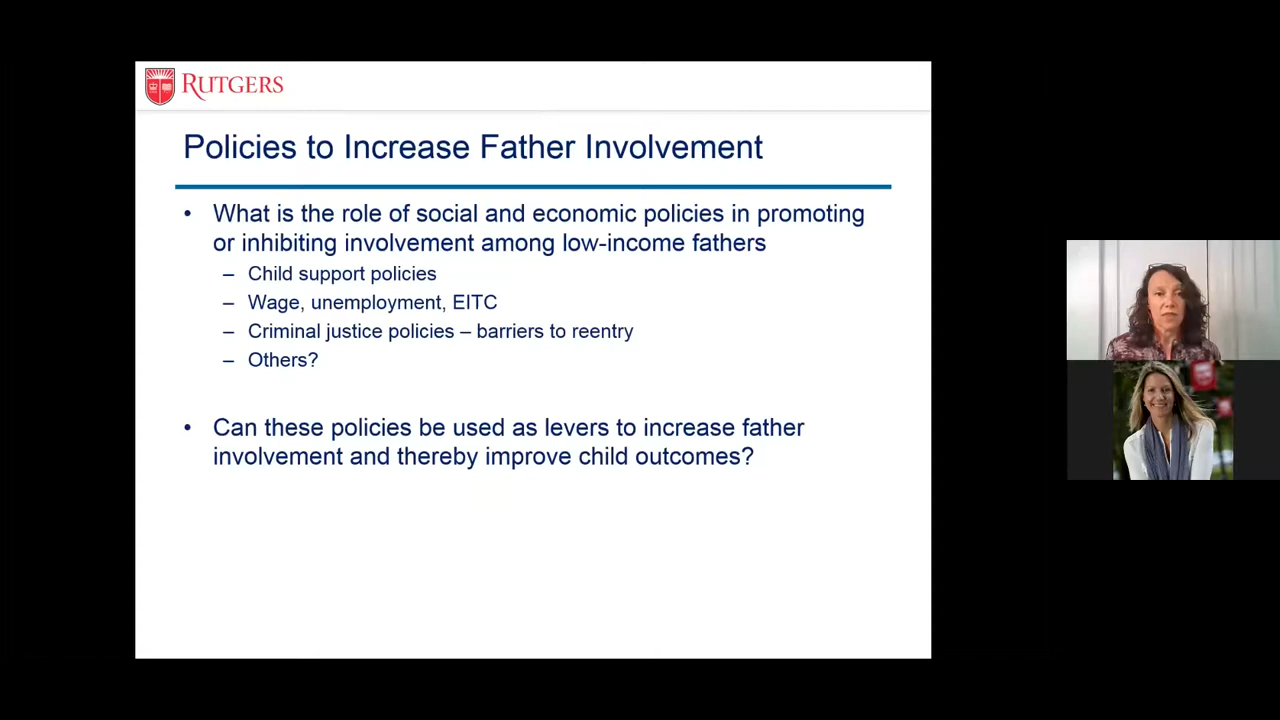 RUTGERS
Policies to Increase Father Involvement
• What is the role of social and economic policies in promoting
or inhibiting involvement among low-income fathers
– Child support policies
– Wage, unemployment, EITC
– Criminal justice policies – barriers to reentry
– Others?
• Can these policies be used as levers to increase father
involvement and thereby improve child outcomes?